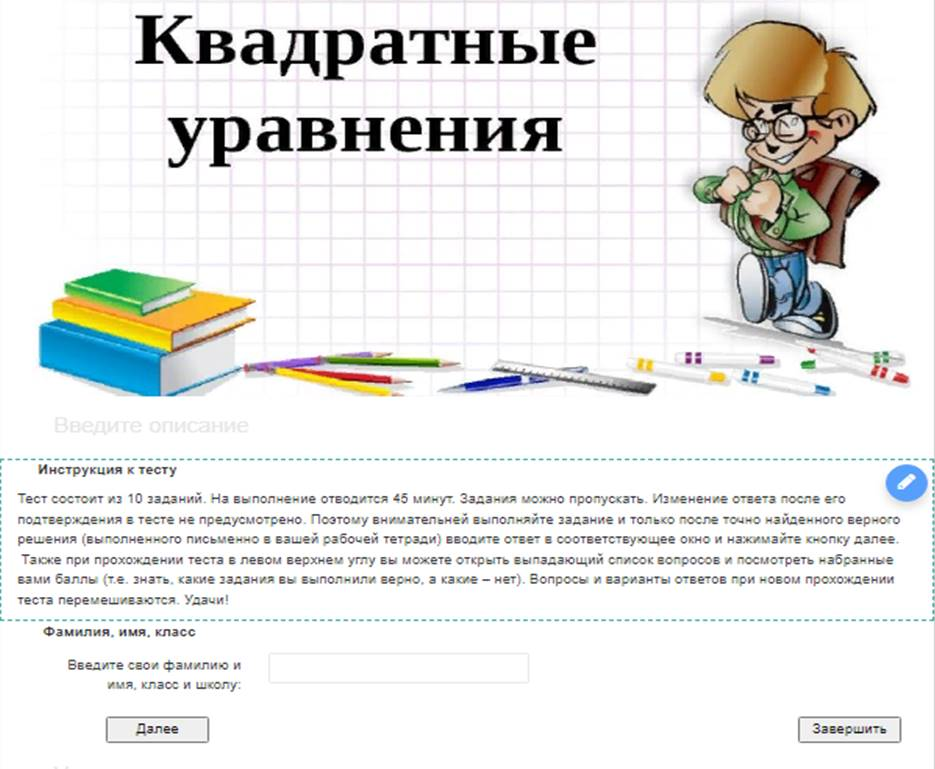 Квадратные
уравнения
Введите описание
Инструкция к тесту
Тест состоит из 10 заданий. На выполнение отводится 45 минут. Задания можно пропускать. Изменение ответа после его
подтверждения в тесте не предусмотрено. Поэтому внимательней выполняйте задание и только после точно найденного верного
решения (выполненного письменно в вашей рабочей тетради) вводите ответ в соответствующее окно и нажимайте кнопку далее.
Также при прохождении теста в левом верхнем углу вы можете открыть выпадающий список вопросов и посмотреть набранные
вами баллы (т.е. знать, какие задания вы выполнили верно, а какие – нет). Вопросы и варианты ответов при новом прохождении
теста перемешиваются. Удачи!
Фамилия, имя, класс
Введите свои фамилию и
имя, класс и школу:
Далее
Завершить